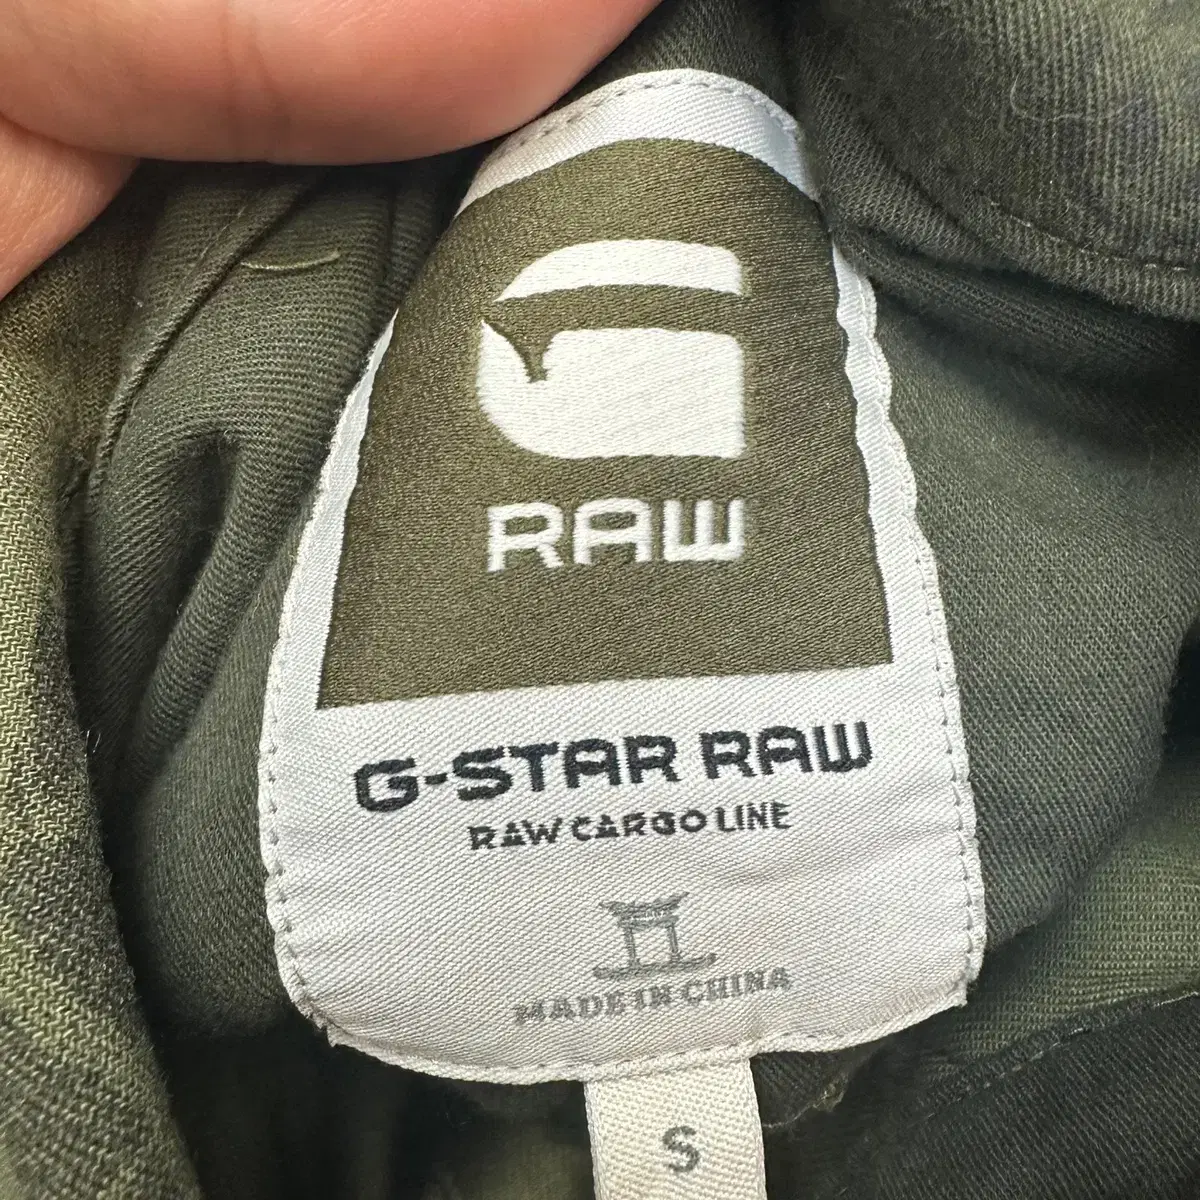 RAW
G-STAR RAW
RAW CARGO LINE
MADE IN CHINA
S